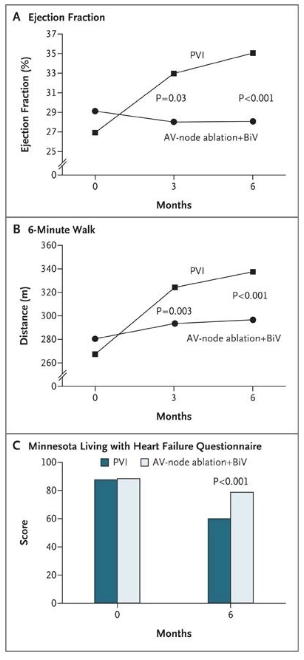 A Ejection Fraction
37
35
33
31
29
27
25
0
Ejection Fraction (%)
PVI
P=0.03
P<0.001
AV-node ablation+BiV
0 3 6
Months
B 6-Minute Walk
360
340
320
300
280
260
0
Distance (m)
PVI
P<0.001
P=0.003
AV-node ablation+BiV
0 3 6
Months
C Minnesota Living with Heart Failure Questionnaire
PVI AV-node ablation+BiV
100
80
60
40
20
0
Score
P<0.001
0 6
Months